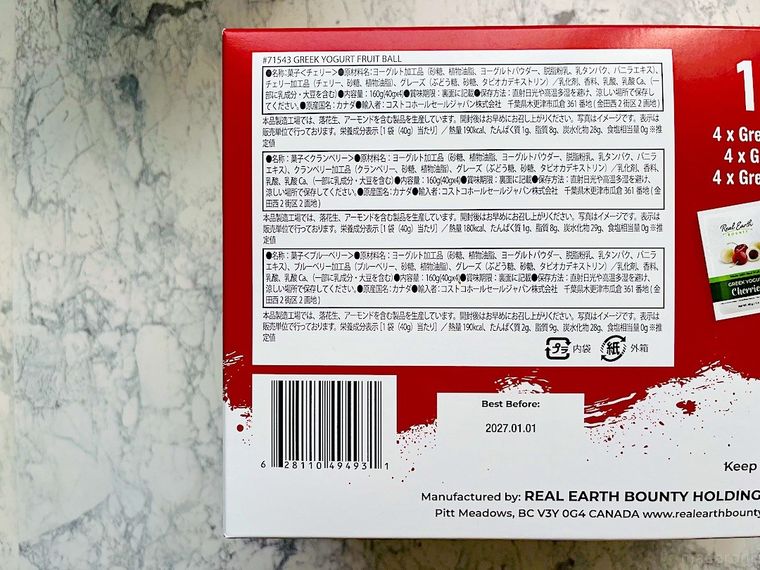 #71543 GREEK YOGURT FRUIT BALL
●名称：菓子<チェリー>●原材料名：ヨーグルト加工品（砂糖、植物油脂、ヨーグルトパウダー、脱脂粉乳、乳タンパク、バニラエキス)、
チェリー加工品（チェリー、砂糖、植物油脂)、グレーズ（ぶどう糖、砂糖、タピオカデキストリン）/乳化剤、香料、乳酸、乳酸 Ca、(一
部に乳成分・大豆を含む)●内容量：160g(40gx4)●賞味期限：裏面に記載●保存方法：直射日光や高温多湿を避け、涼しい場所で保存し
てください。●原産国名：カナダ●輸入者：コストコホールセールジャパン株式会社 千葉県木更津市瓜倉 361 番地 (金田西 2 街区 2 画地)
本品製造工場では、落花生、アーモンドを含む製品を生産しています。開封後はお早めにお召し上がりください。写真はイメージです。表示は
販売単位で行っております。栄養成分表示 [1 袋 (40g) 当たり] / 熱量 190kcal、たんぱく質 1g、脂質 8g、炭水化物 28g、食塩相当量 0g ※推
定値
●名称：菓子<クランベリー>●原材料名：ヨーグルト加工品（砂糖、植物油脂、ヨーグルトパウダー、脱脂粉乳、乳タンパク、バニラ
エキス)、クランベリー加工品（クランベリー、砂糖、植物油脂)、グレーズ（ぶどう糖、砂糖、タピオカデキストリン）/乳化剤、香料、
乳酸、乳酸 Ca、(一部に乳成分・大豆を含む)●内容量：160g(40gx4)●賞味期限：裏面に記載●保存方法：直射日光や高温多湿を避け、
涼しい場所で保存してください。●原産国名：カナダ●輸入者：コストコホールセールジャパン株式会社 千葉県木更津市瓜倉 361 番地 (金
田西 2 街区 2 画地)
本品製造工場では、落花生、アーモンドを含む製品を生産しています。開封後はお早めにお召し上がりください。写真はイメージです。表示は
販売単位で行っております。栄養成分表示 [1 袋 (40g) 当たり] / 熱量 180kcal、たんぱく質 1g、脂質 8g、炭水化物 29g、食塩相当量 0g ※推
定値
●名称：菓子<ブルーベリー>●原材料名：ヨーグルト加工品（砂糖、植物油脂、ヨーグルトパウダー、脱脂粉乳、乳タンパク、バニラ
エキス)、ブルーベリー加工品（ブルーベリー、砂糖、植物油脂)、グレーズ（ぶどう糖、砂糖、タピオカデキストリン）/乳化剤、香料、
乳酸、乳酸 Ca、(一部に乳成分・大豆を含む)●内容量：160g(40gx4)●賞味期限：裏面に記載●保存方法：直射日光や高温多湿を避け、
涼しい場所で保存してください。●原産国名：カナダ●輸入者：コストコホールセールジャパン株式会社 千葉県木更津市瓜倉 361 番地 (金
田西 2 街区 2 画地)
本品製造工場では、落花生、アーモンドを含む製品を生産しています。開封後はお早めにお召し上がりください。写真はイメージです。表示は
販売単位で行っております。栄養成分表示 [1 袋 (40g) 当たり] / 熱量 190kcal、たんぱく質 2g、脂質 9g、炭水化物 28g、食塩相当量 0g ※推
定値
プラ 内袋 紙 外箱
1
4 x Gre
4 x G
4 x Gre
Real Earth
GREEK YOGU
Cherrie
6 28110 49493 1
Best Before:
2027.01.01
Keep
Manufactured by: REAL EARTH BOUNTY HOLDING
Pitt Meadows, BC V3Y 0G4 CANADA www.realearthbounty